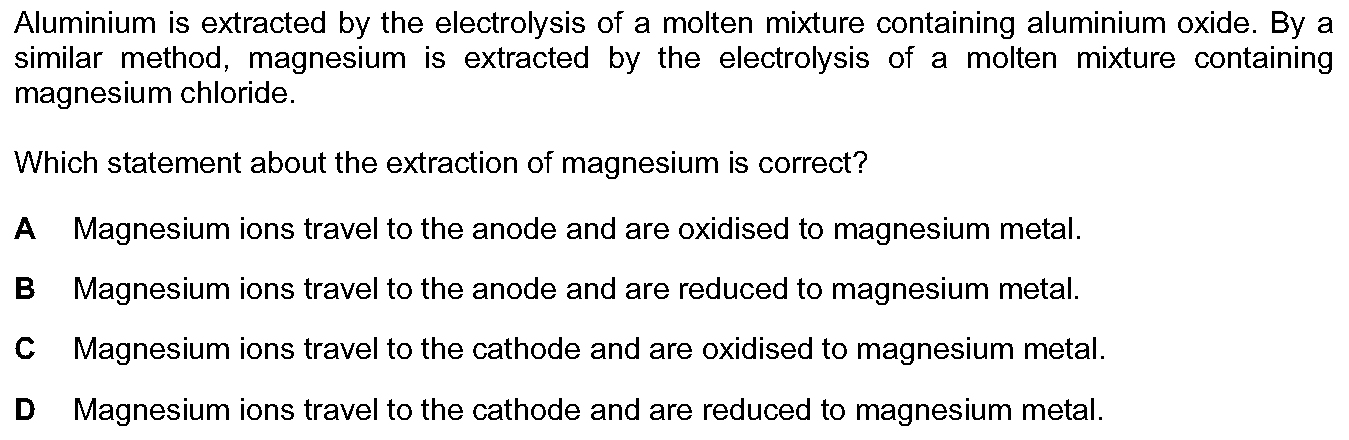 Aluminium is extracted by the electrolysis of a molten mixture containing aluminium oxide. By a
similar method, magnesium is extracted by the electrolysis of a molten mixture containing
magnesium chloride.
Which statement about the extraction of magnesium is correct?
A Magnesium ions travel to the anode and are oxidised to magnesium metal.
B Magnesium ions travel to the anode and are reduced to magnesium metal.
C Magnesium ions travel to the cathode and are oxidised to magnesium metal.
D Magnesium ions travel to the cathode and are reduced to magnesium metal.